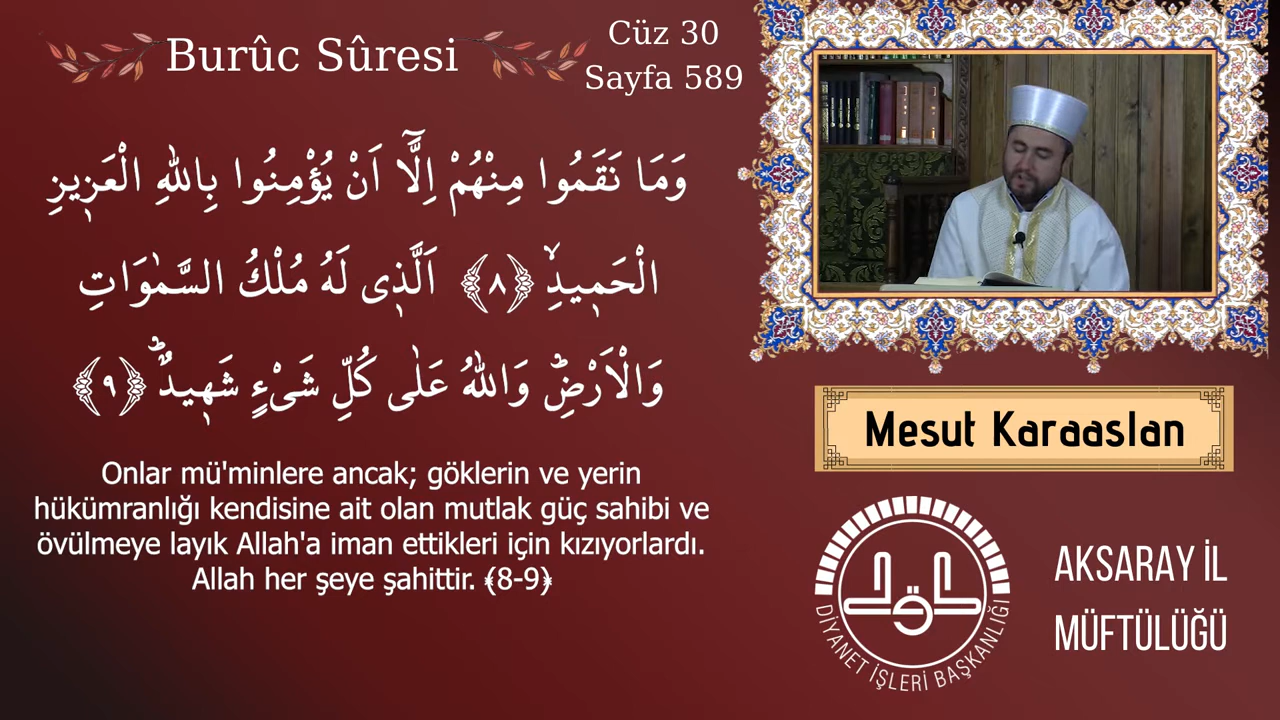 Burûc Sûresi
Cüz 30
Sayfa 589
وَمَا نَقَمُوا مِنْهُمْ اِلَّٓا اَنْ يُؤْمِنُوا بِاللّٰهِ الْعَز۪يزِ
الْحَم۪يدِۙ ﴿٨﴾ اَلَّذ۪ى لَهُ مُلْكُ السَّمٰوَاتِ
وَالْاَرْضِۜ وَاللّٰهُ عَلٰى كُلِّ شَىْءٍ شَه۪يدٌۜ ﴿٩﴾
Onlar mü'minlere ancak; göklerin ve yerin
hükümranlığı kendisine ait olan mutlak güç sahibi ve
övülmeye layık Allah'a iman ettikleri için kızıyorlardı.
Allah her şeye şahittir. ﴾8-9﴿
Mesut Karaaslan
DİYANET İŞLERİ BAŞKANLIĞI
AKSARAY İL
MÜFTÜLÜĞÜ